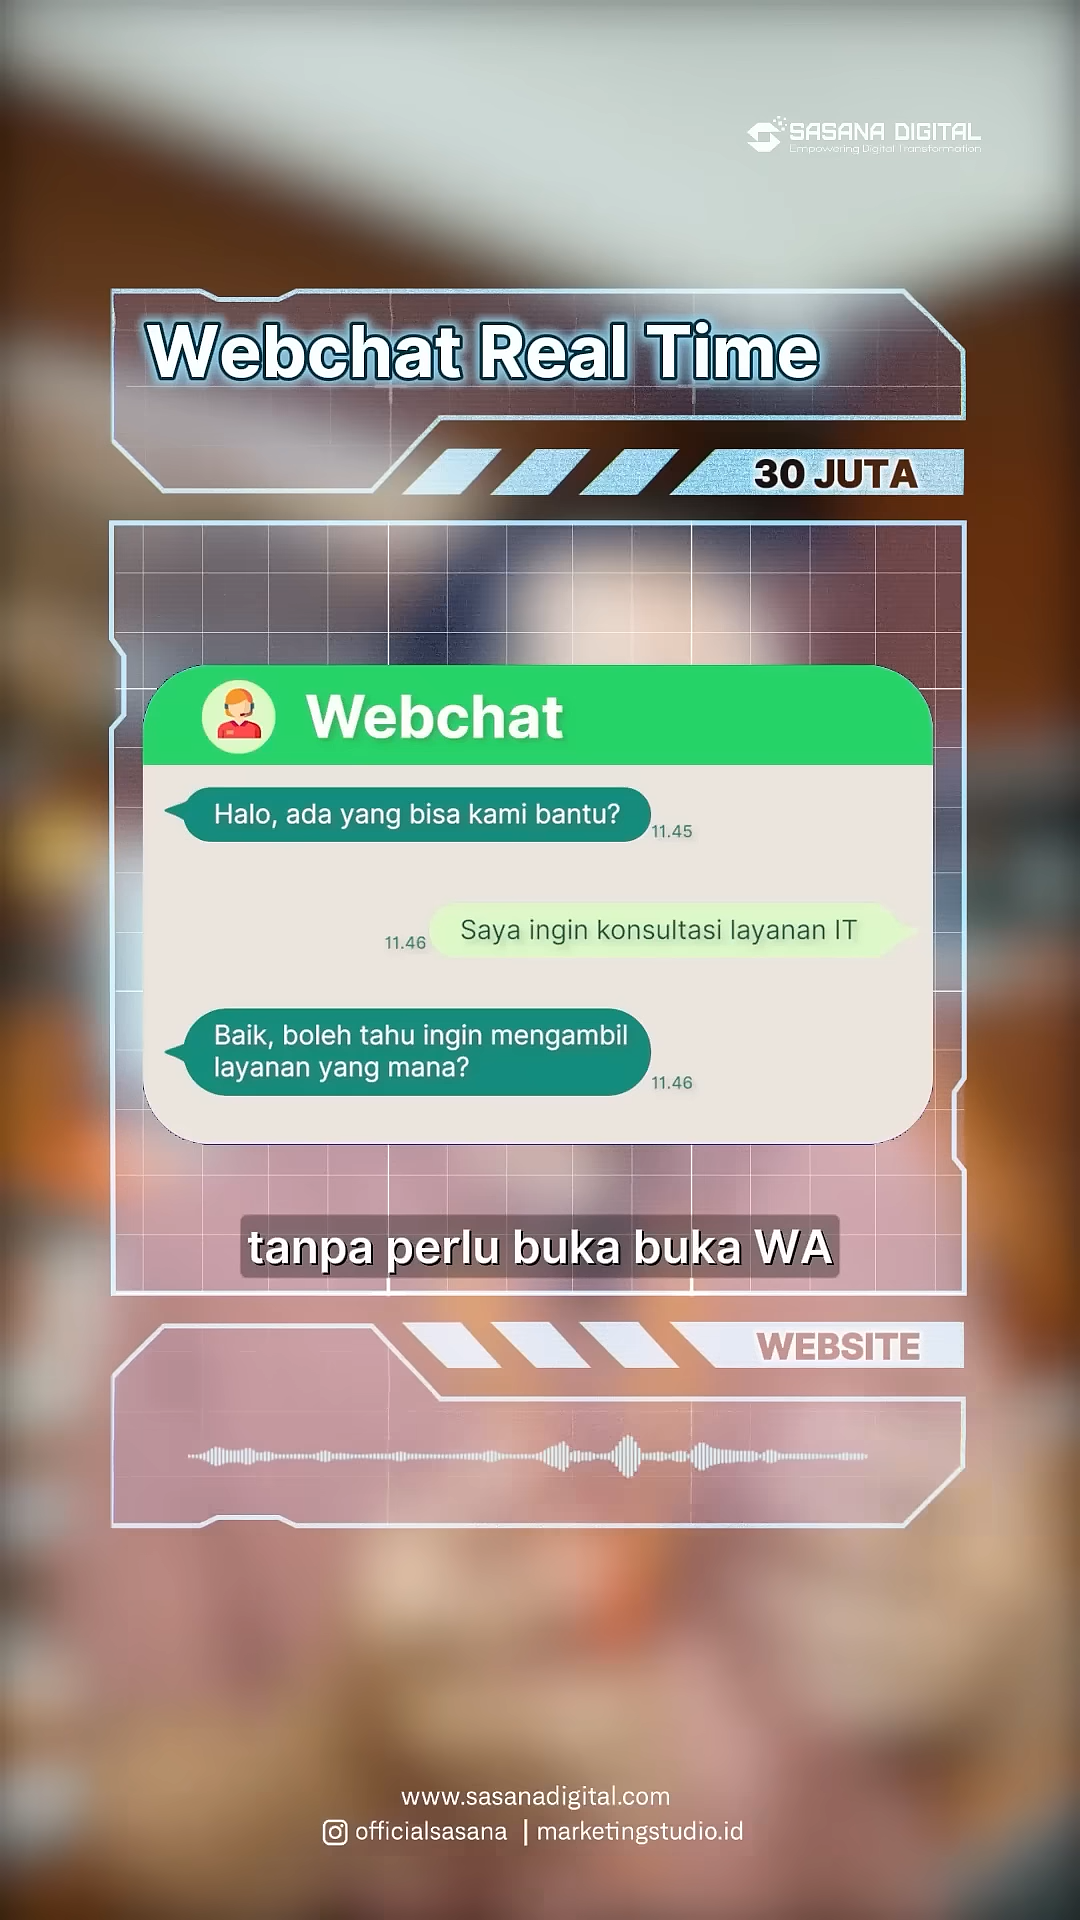 SASANA DIGITAL
Empowering Digital Transformation
Webchat Real Time
30 JUTA
Webchat
Halo, ada yang bisa kami bantu?
11.45
Saya ingin konsultasi layanan IT
11.46
Baik, boleh tahu ingin mengambil
layanan yang mana?
11.46
tanpa perlu buka buka WA
WEBSITE
www.sasanadigital.com
officialsasana | marketingstudio.id